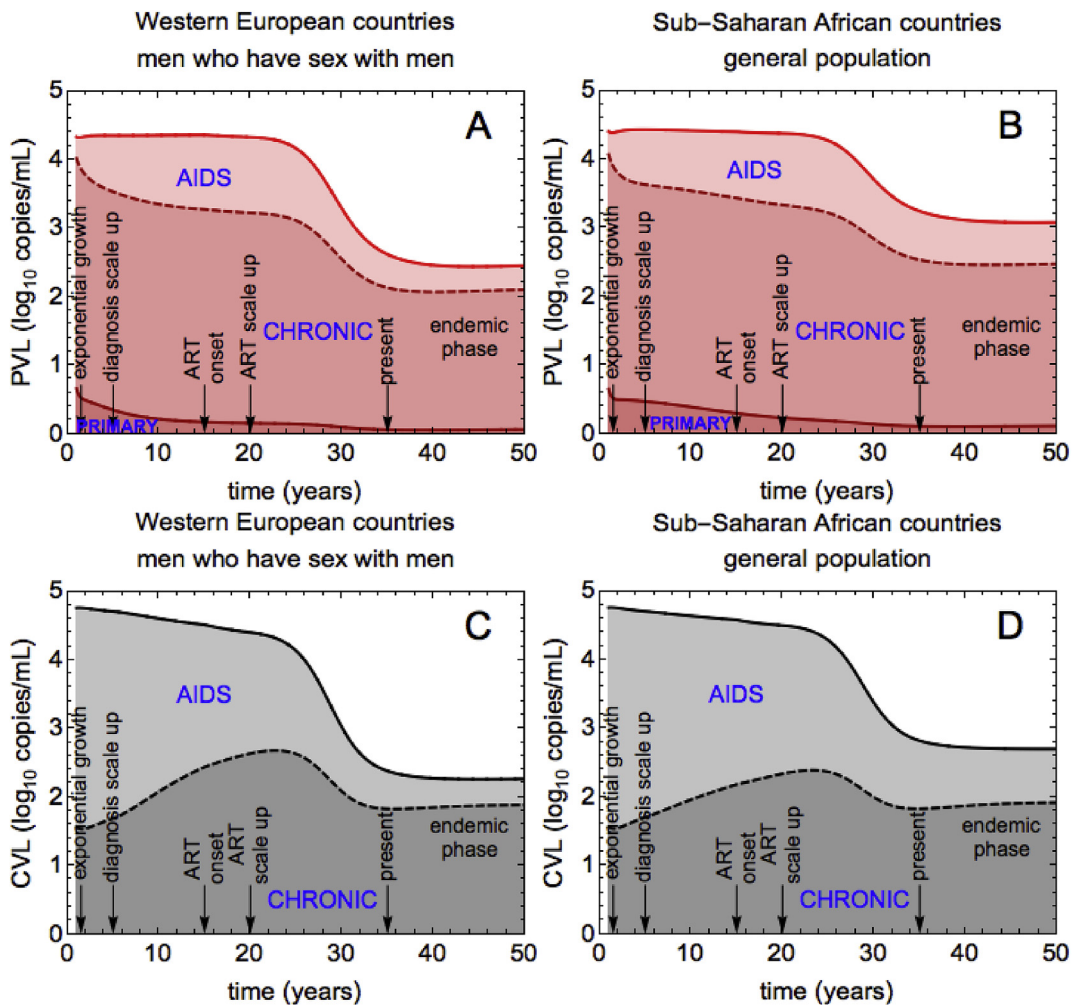 Western European countries
men who have sex with men
A
PVL (log10 copies/mL)
5
4
3
2
1
0
AIDS
CHRONIC
PRIMARY
exponential growth
diagnosis scale up
ART
onset
ART scale up
present
endemic
phase
0 10 20 30 40 50
time (years)
Sub–Saharan African countries
general population
B
PVL (log10 copies/mL)
5
4
3
2
1
0
AIDS
CHRONIC
PRIMARY
exponential growth
diagnosis scale up
ART
onset
ART scale up
present
endemic
phase
0 10 20 30 40 50
time (years)
Western European countries
men who have sex with men
C
CVL (log10 copies/mL)
5
4
3
2
1
0
AIDS
CHRONIC
exponential growth
diagnosis scale up
ART
onset
ART
scale up
present
endemic
phase
0 10 20 30 40 50
time (years)
Sub–Saharan African countries
general population
D
CVL (log10 copies/mL)
5
4
3
2
1
0
AIDS
CHRONIC
exponential growth
diagnosis scale up
ART
onset
ART
scale up
present
endemic
phase
0 10 20 30 40 50
time (years)